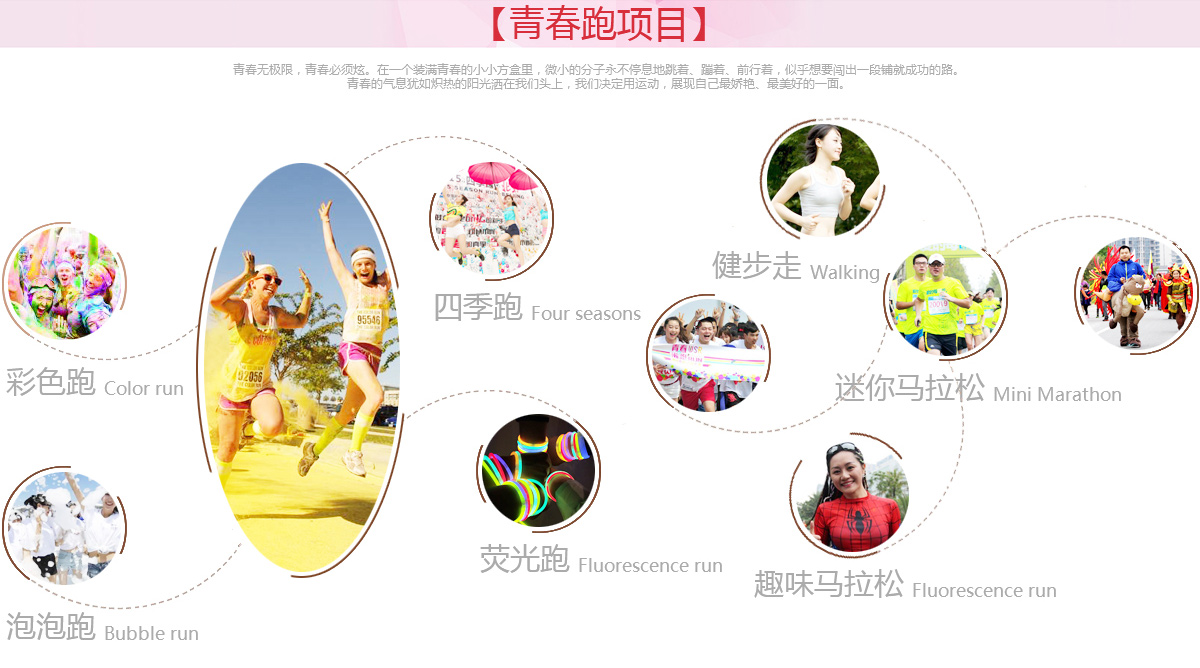 【青春跑项目】
青春无极限，青春必须炫。在一个装满青春的小小方盒里，微小的分子永不停息地跳着、蹦着、前行着，似乎想要闯出一段铺就成功的路。
青春的气息犹如炽热的阳光洒在我们头上，我们决定用运动，展现自己最娇艳、最美好的一面。
健步走 Walking
四季跑 Four seasons
彩色跑 Color run
迷你马拉松 Mini Marathon
荧光跑 Fluorescence run
趣味马拉松 Fluorescence run
泡泡跑 Bubble run
95546
92056
SEASON RUN
青春